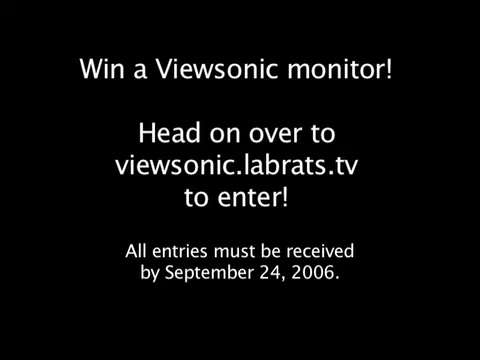 Win a Viewsonic monitor!
Head on over to
viewsonic.labrats.tv
to enter!
All entries must be received
by September 24, 2006.